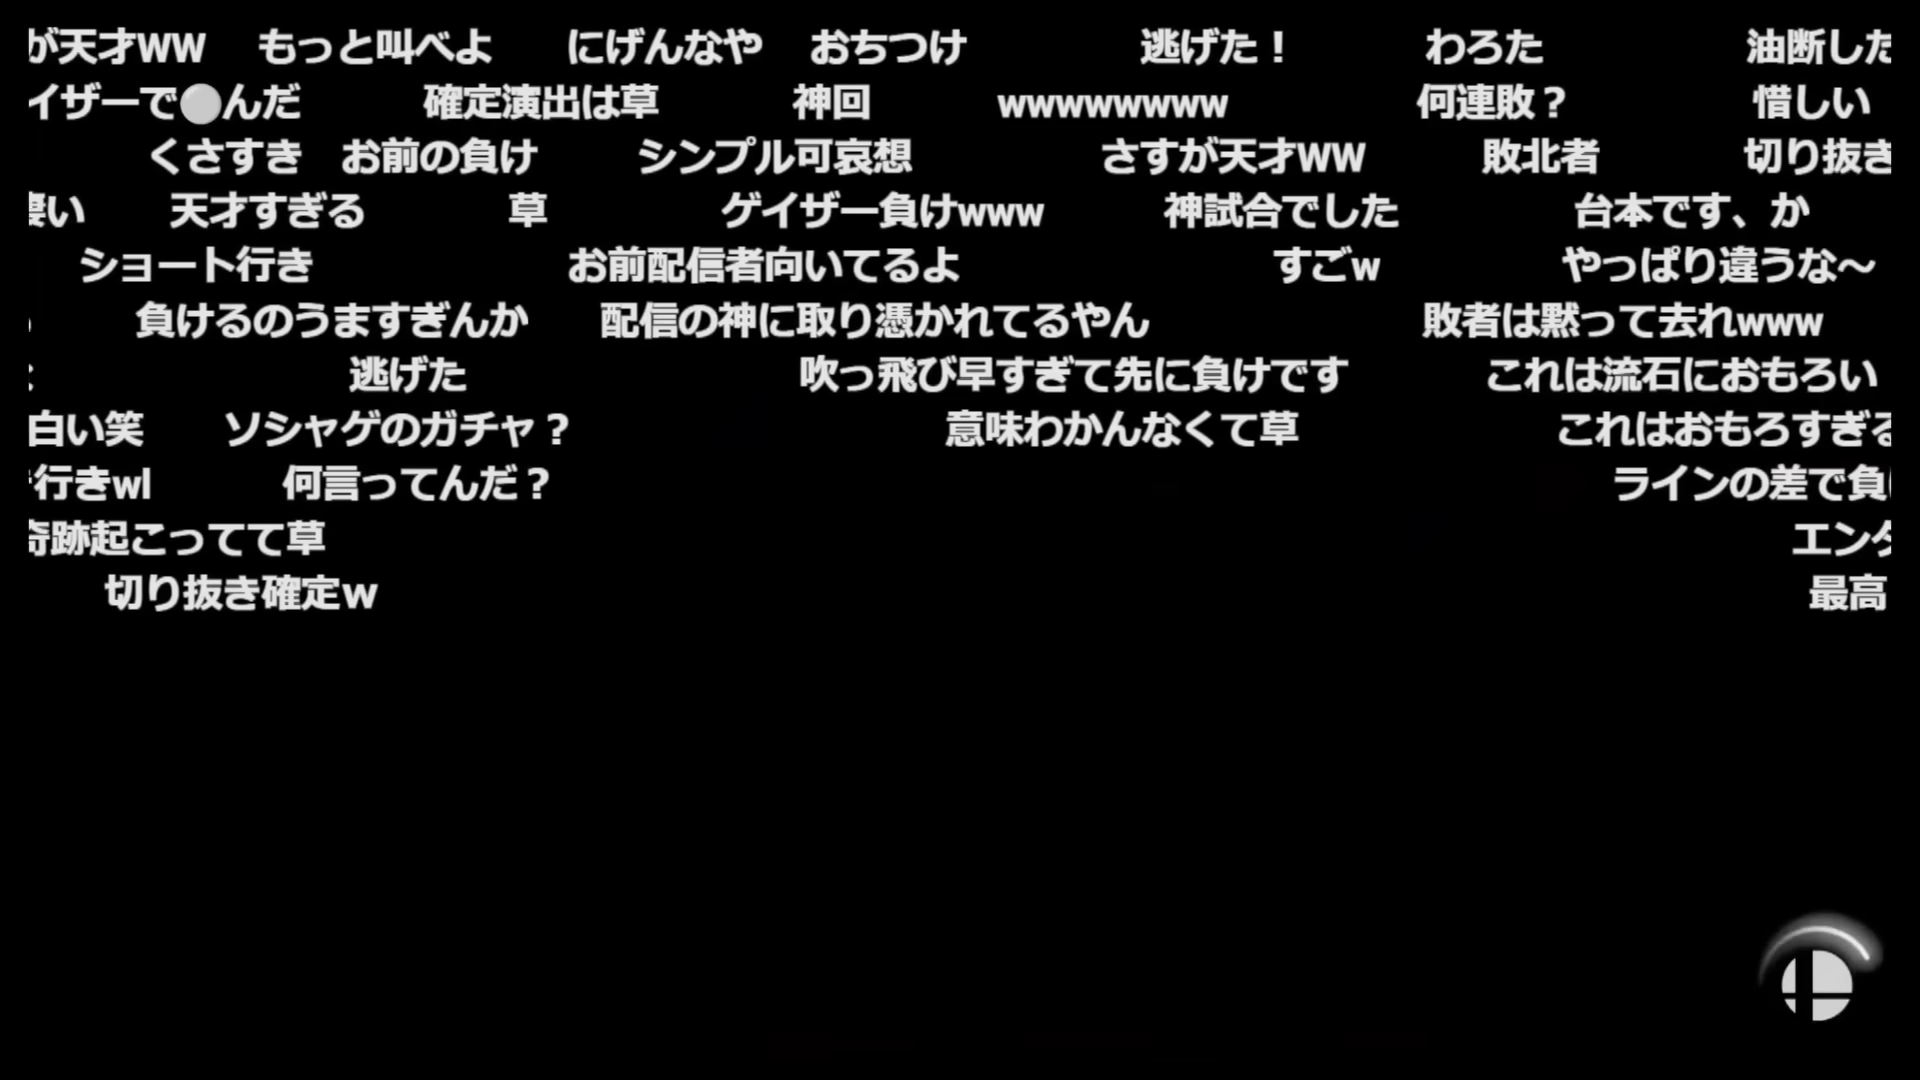 が天才WW もっと叫べよ にげんなや おちつけ 逃げた！ わろた 油断した
イザーで⚪んだ 確定演出は草 神回 wwwwwwww 何連敗？ 惜しい
くさすき お前の負け シンプル可哀想 さすが天才WW 敗北者 切り抜き
凄い 天才すぎる 草 ゲイザー負けwww 神試合でした 台本です、か
ショート行き お前配信者向いてるよ すごw やっぱり違うな～
負けるのうますぎんか 配信の神に取り憑かれてるやん 敗者は黙って去れwww
逃げた 吹っ飛び早すぎて先に負けです これは流石におもろい
白い笑 ソシャゲのガチャ？ 意味わかんなくて草 これはおもろすぎる
行きwl 何言ってんだ？ ラインの差で負け
奇跡起こってて草 エンタ
切り抜き確定w 最高